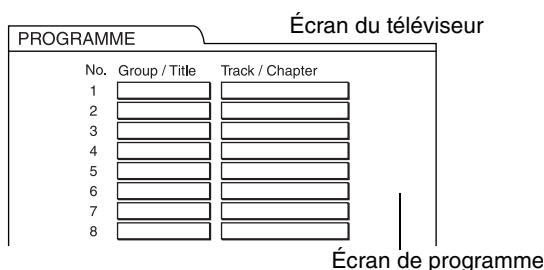 Écran du téléviseur
PROGRAMME
No. Group / Title Track / Chapter
1
2
3
4
5
6
7
8
Écran de programme